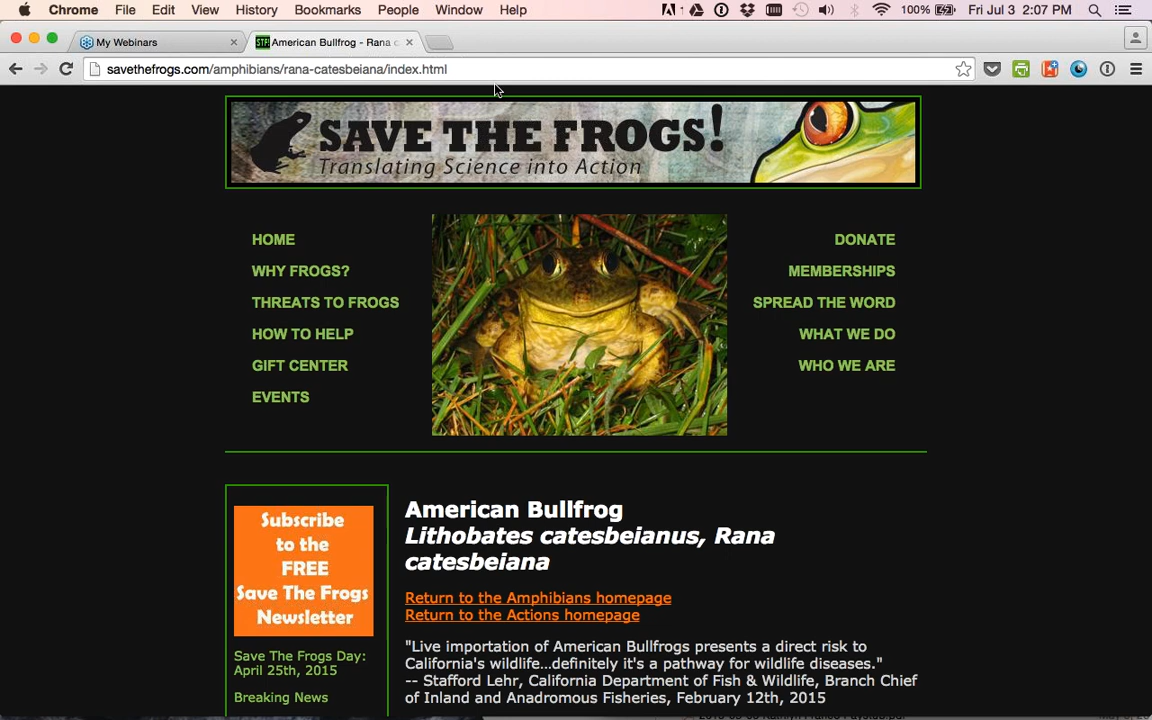 Chrome File Edit View History Bookmarks People Window Help 100% Fri Jul 3 2:07 PM
My Webinars American Bullfrog - Rana c
savethefrogs.com/amphibians/rana-catesbeiana/index.html
SAVE THE FROGS!
Translating Science into Action
HOME
WHY FROGS?
THREATS TO FROGS
HOW TO HELP
GIFT CENTER
EVENTS
DONATE
MEMBERSHIPS
SPREAD THE WORD
WHAT WE DO
WHO WE ARE
Subscribe
to the
FREE
Save The Frogs
Newsletter
Save The Frogs Day:
April 25th, 2015
Breaking News
American Bullfrog
Lithobates catesbeianus, Rana
catesbeiana
Return to the Amphibians homepage
Return to the Actions homepage
"Live importation of American Bullfrogs presents a direct risk to
California's wildlife...definitely it's a pathway for wildlife diseases."
-- Stafford Lehr, California Department of Fish & Wildlife, Branch Chief
of Inland and Anadromous Fisheries, February 12th, 2015